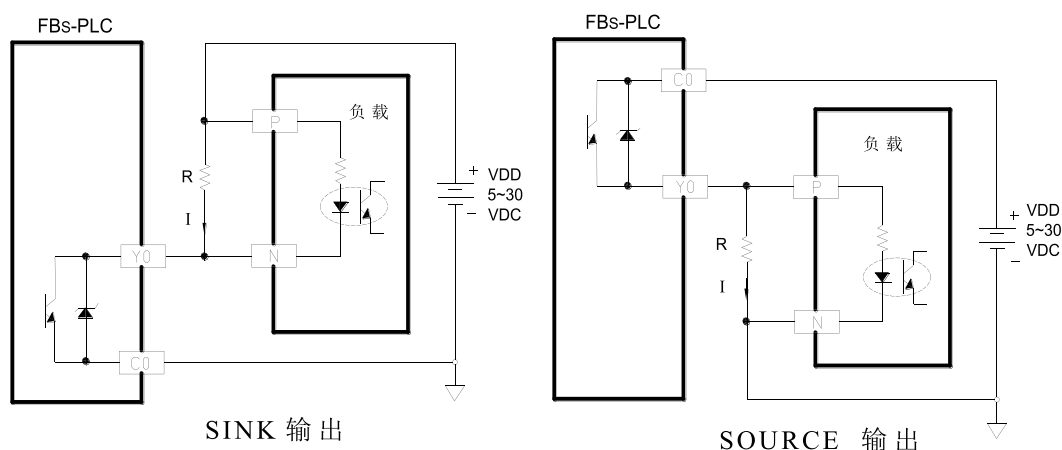 FBs-PLC
负载
P
R
I
Y0
N
C0
+ VDD
5~30
− VDC
SINK 输出
FBs-PLC
C0
负载
Y0
P
R
I
N
+ VDD
5~30
− VDC
SOURCE 输出